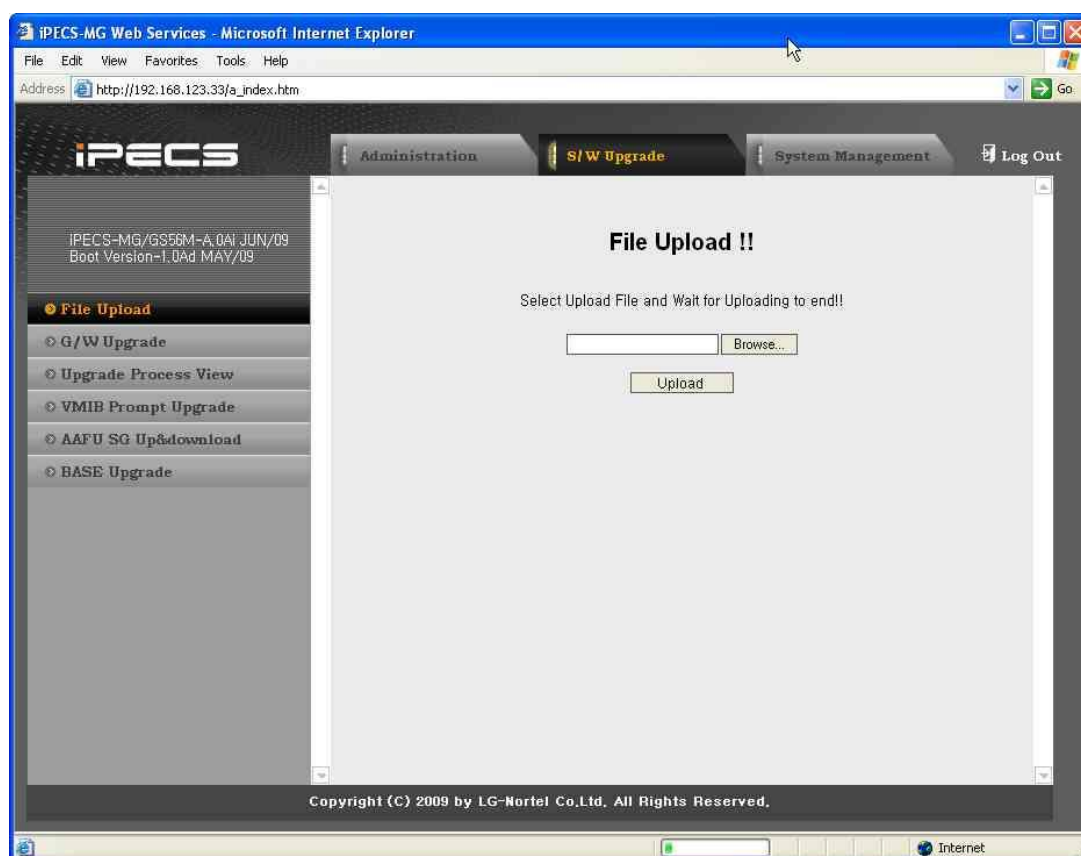 iPECS-MG Web Services - Microsoft Internet Explorer
File Edit View Favorites Tools Help
Address http://192.168.123.33/a_index.htm Go
iPECS
Administration
S/W Upgrade
System Management
Log Out
iPECS-MG/GS56M-A.0Ai JUN/09
Boot Version-1.0Ad MAY/09
File Upload
G/W Upgrade
Upgrade Process View
VMIB Prompt Upgrade
AAFU SG Up&download
BASE Upgrade
File Upload !!
Select Upload File and Wait for Uploading to end!!
Browse...
Upload
Copyright (C) 2009 by LG-Nortel Co.Ltd. All Rights Reserved.
Internet